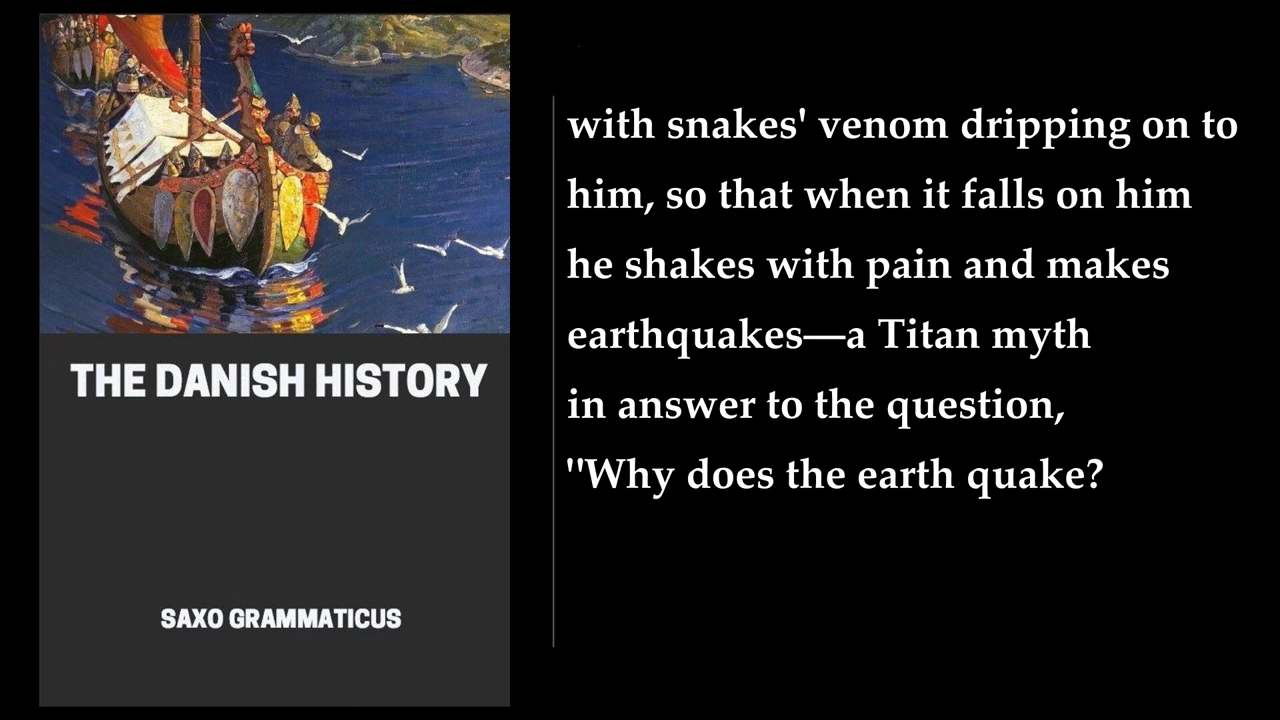 THE DANISH HISTORY
SAXO GRAMMATICUS
with snakes' venom dripping on to
him, so that when it falls on him
he shakes with pain and makes
earthquakes—a Titan myth
in answer to the question,
"Why does the earth quake?